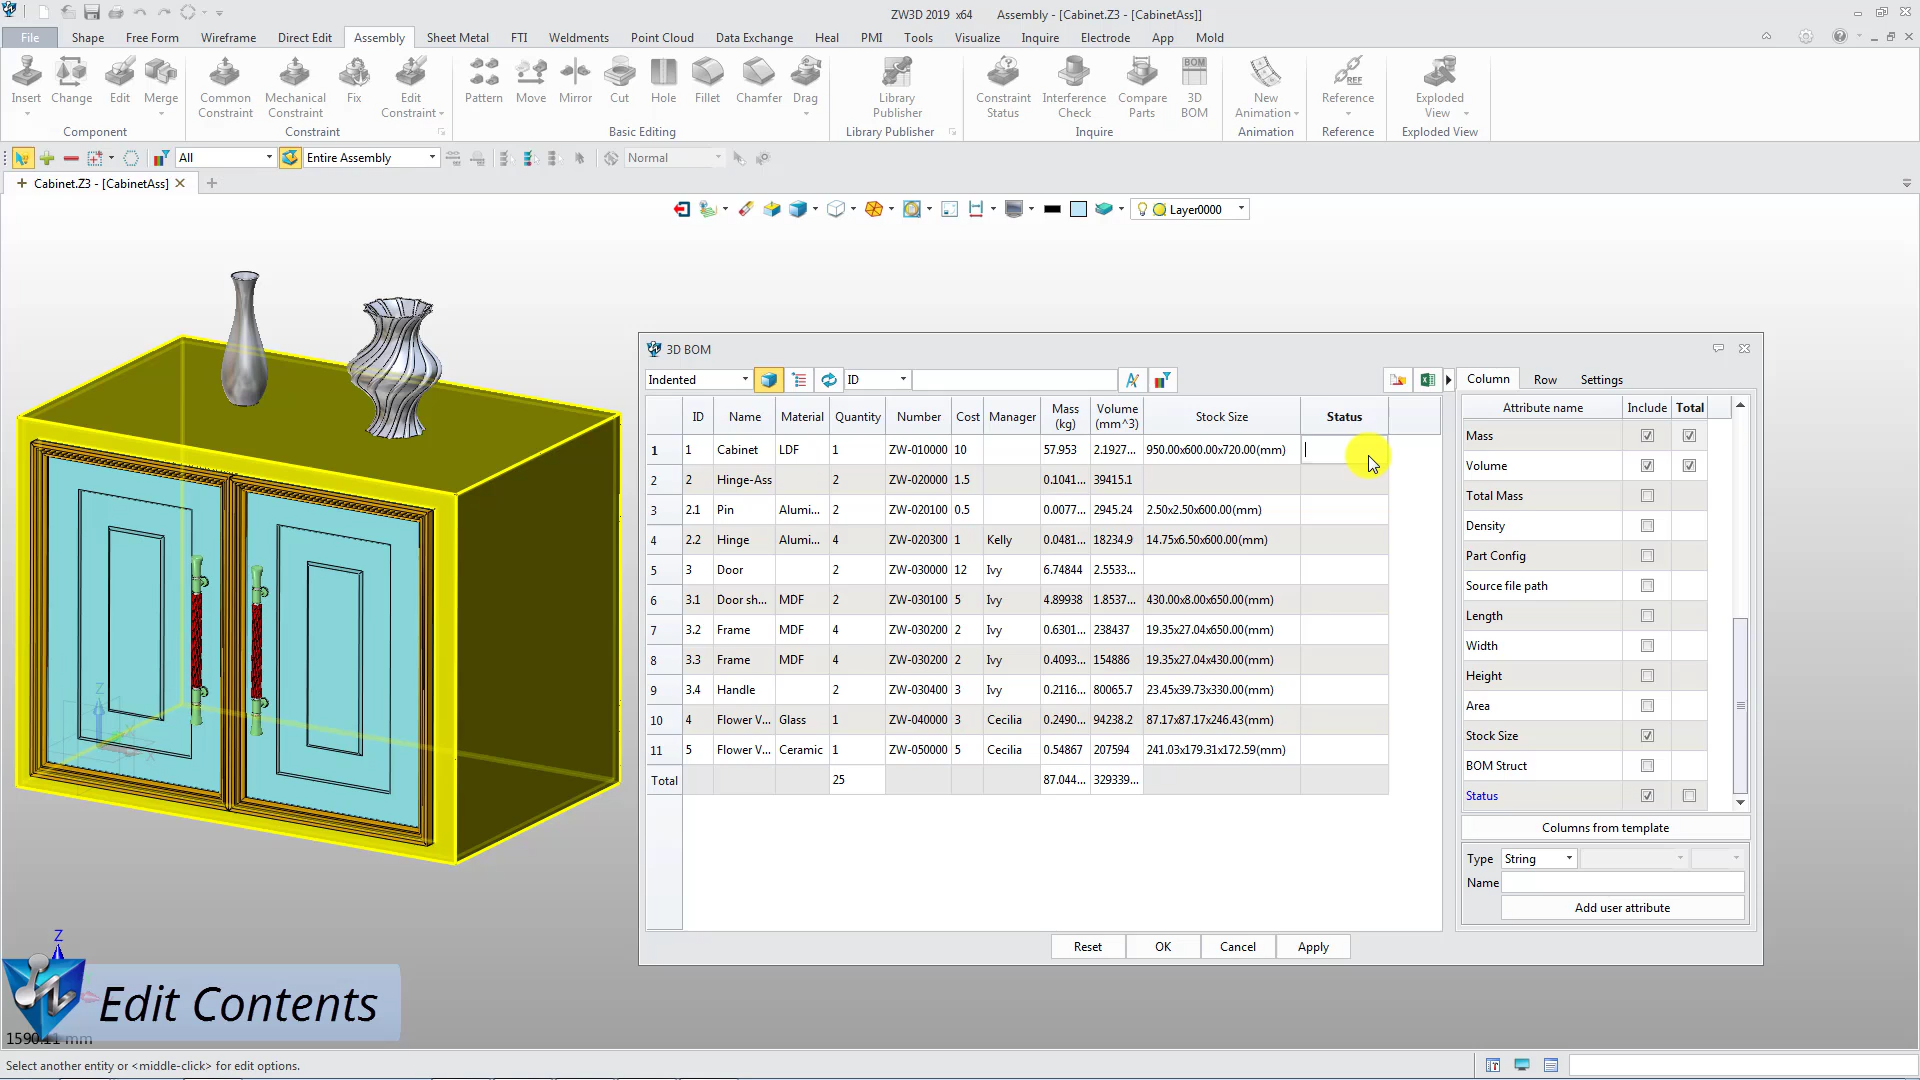 ZW3D 2019 x64 Assembly - [Cabinet.Z3 - [CabinetAss]]
File Shape Free Form Wireframe Direct Edit Assembly Sheet Metal FTI Weldments Point Cloud Data Exchange Heal PMI Tools Visualize Inquire Electrode App Mold
Insert Change Edit Merge Common Constraint Mechanical Constraint Fix Edit Constraint Pattern Move Mirror Cut Hole Fillet Chamfer Drag Library Publisher Constraint Status Interference Check Compare Parts BOM 3D BOM New Animation REF Reference Exploded View
Component Constraint Basic Editing Library Publisher Inquire Animation Reference Exploded View
All Entire Assembly Normal
Cabinet.Z3 - [CabinetAss]
Layer0000
3D BOM
Indented ID Column Row Settings
ID Name Material Quantity Number Cost Manager Mass (kg) Volume (mm^3) Stock Size Status
1 1 Cabinet LDF 1 ZW-010000 10 57.953 2.1927... 950.00x600.00x720.00(mm)
2 2 Hinge-Ass 2 ZW-020000 1.5 0.1041... 39415.1
3 2.1 Pin Alumi... 2 ZW-020100 0.5 0.0077... 2945.24 2.50x2.50x600.00(mm)
4 2.2 Hinge Alumi... 4 ZW-020300 1 Kelly 0.0481... 18234.9 14.75x6.50x600.00(mm)
5 3 Door 2 ZW-030000 12 Ivy 6.74844 2.5533...
6 3.1 Door sh... MDF 2 ZW-030100 5 Ivy 4.89938 1.8537... 430.00x8.00x650.00(mm)
7 3.2 Frame MDF 4 ZW-030200 2 Ivy 0.6301... 238437 19.35x27.04x650.00(mm)
8 3.3 Frame MDF 4 ZW-030200 2 Ivy 0.4093... 154886 19.35x27.04x430.00(mm)
9 3.4 Handle 2 ZW-030400 3 Ivy 0.2116... 80065.7 23.45x39.73x330.00(mm)
10 4 Flower V... Glass 1 ZW-040000 3 Cecilia 0.2490... 94238.2 87.17x87.17x246.43(mm)
11 5 Flower V... Ceramic 1 ZW-050000 5 Cecilia 0.54867 207594 241.03x179.31x172.59(mm)
Total 25 87.044... 329339...
Attribute name Include Total
Mass
Volume
Total Mass
Density
Part Config
Source file path
Length
Width
Height
Area
Stock Size
BOM Struct
Status
Columns from template
Type String
Name
Add user attribute
Reset OK Cancel Apply
Z
Edit Contents
Select another entity or <middle-click> for edit options.